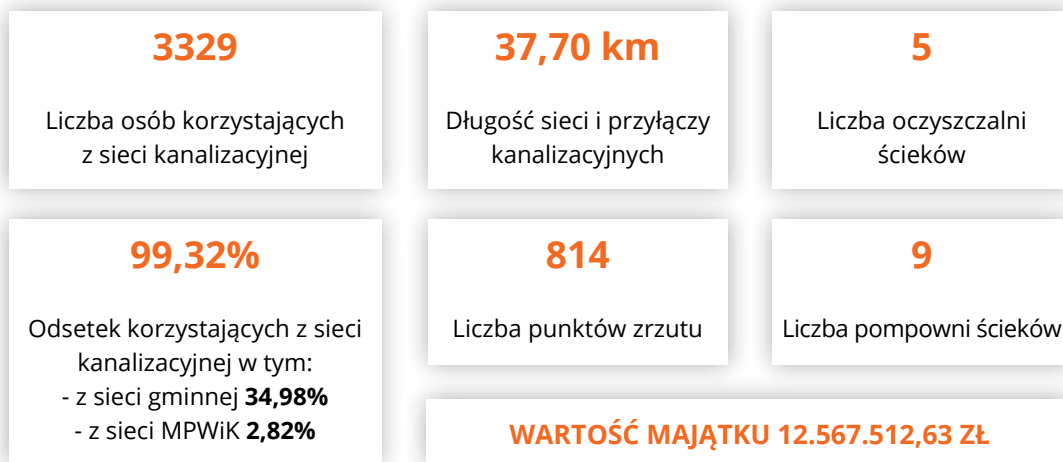 3329
Liczba osób korzystających
z sieci kanalizacyjnej
37,70 km
Długość sieci i przyłączy
kanalizacyjnych
5
Liczba oczyszczalni
ścieków
99,32%
Odsetek korzystających z sieci
kanalizacyjnej w tym:
- z sieci gminnej 34,98%
- z sieci MPWiK 2,82%
814
Liczba punktów zrzutu
9
Liczba pompowni ścieków
WARTOŚĆ MAJĄTKU 12.567.512,63 ZŁ